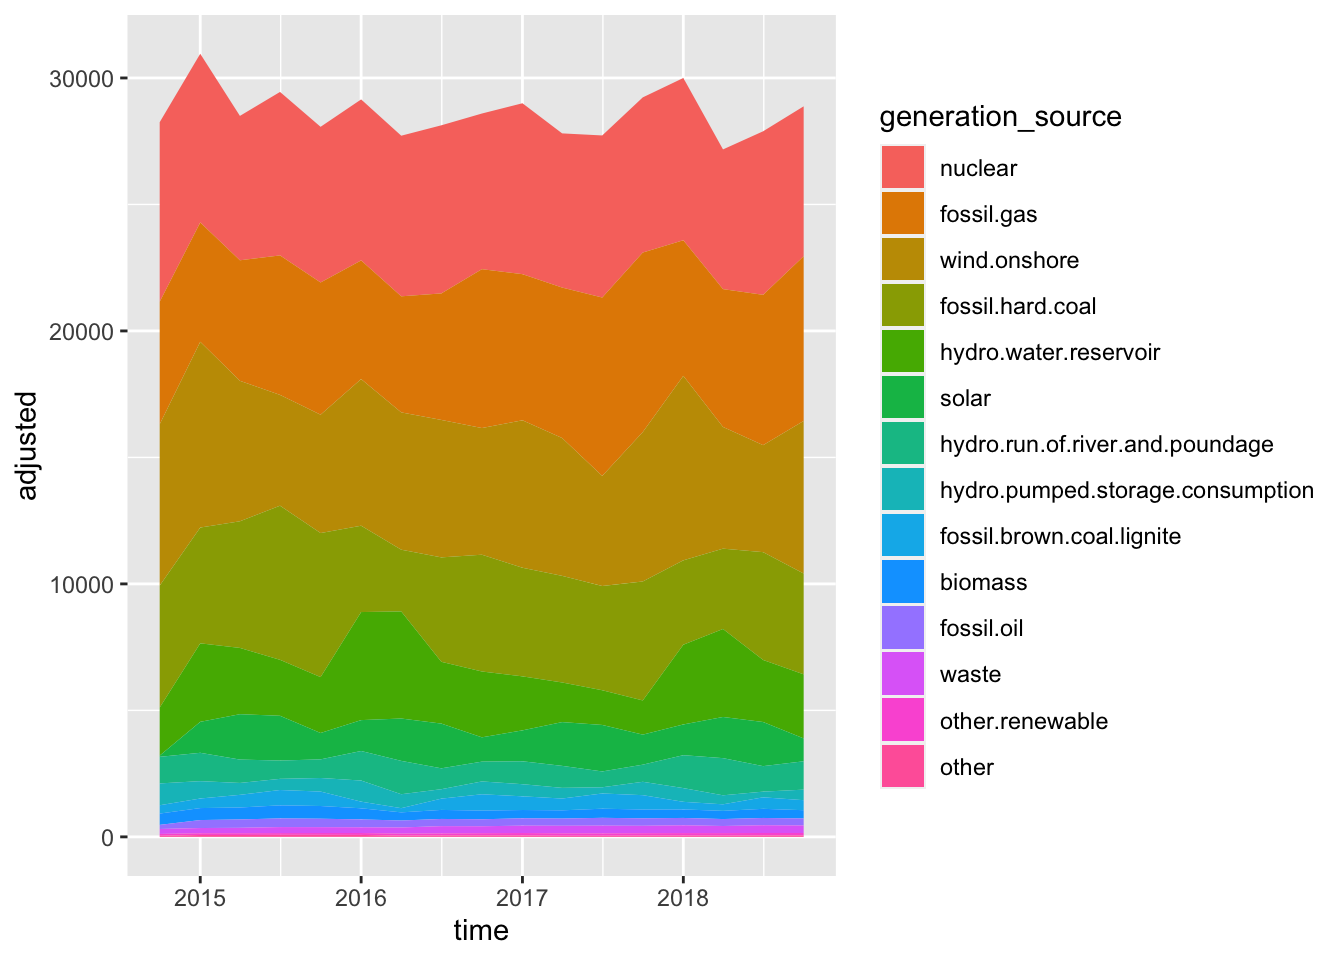 30000
20000
10000
0
adjusted
2015
2016
2017
2018
time
generation_source
nuclear
fossil.gas
wind.onshore
fossil.hard.coal
hydro.water.reservoir
solar
hydro.run.of.river.and.poundage
hydro.pumped.storage.consumption
fossil.brown.coal.lignite
biomass
fossil.oil
waste
other.renewable
other